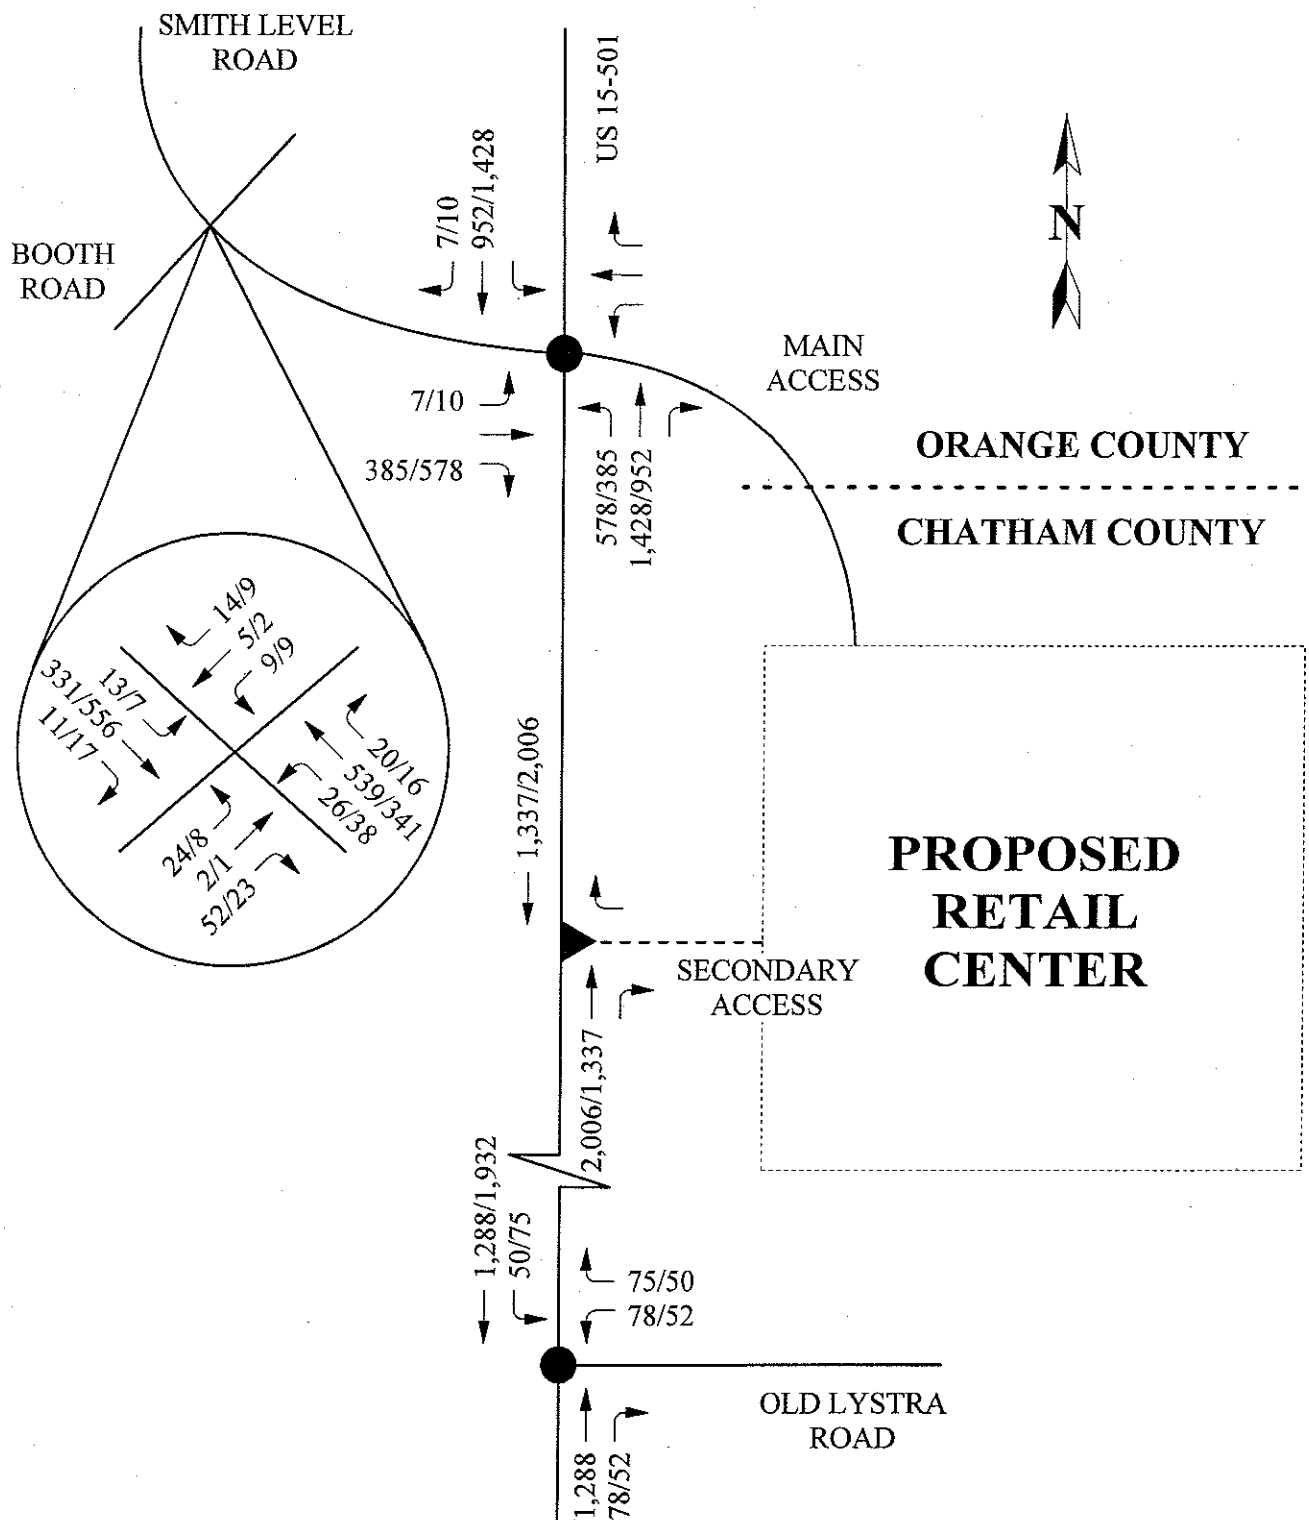 SMITH LEVEL
ROAD
US 15-501
7/10
952/1,428
N
BOOTH
ROAD
MAIN
ACCESS
7/10
385/578
578/385
1,428/952
ORANGE COUNTY
CHATHAM COUNTY
14/9
5/2
9/9
13/7
331/556
11/17
20/16
539/341
26/38
24/8
2/1
52/23
1,337/2,006
PROPOSED
RETAIL
CENTER
SECONDARY
ACCESS
2,006/1,337
1,288/1,932
50/75
75/50
78/52
OLD LYSTRA
ROAD
1,288
78/52